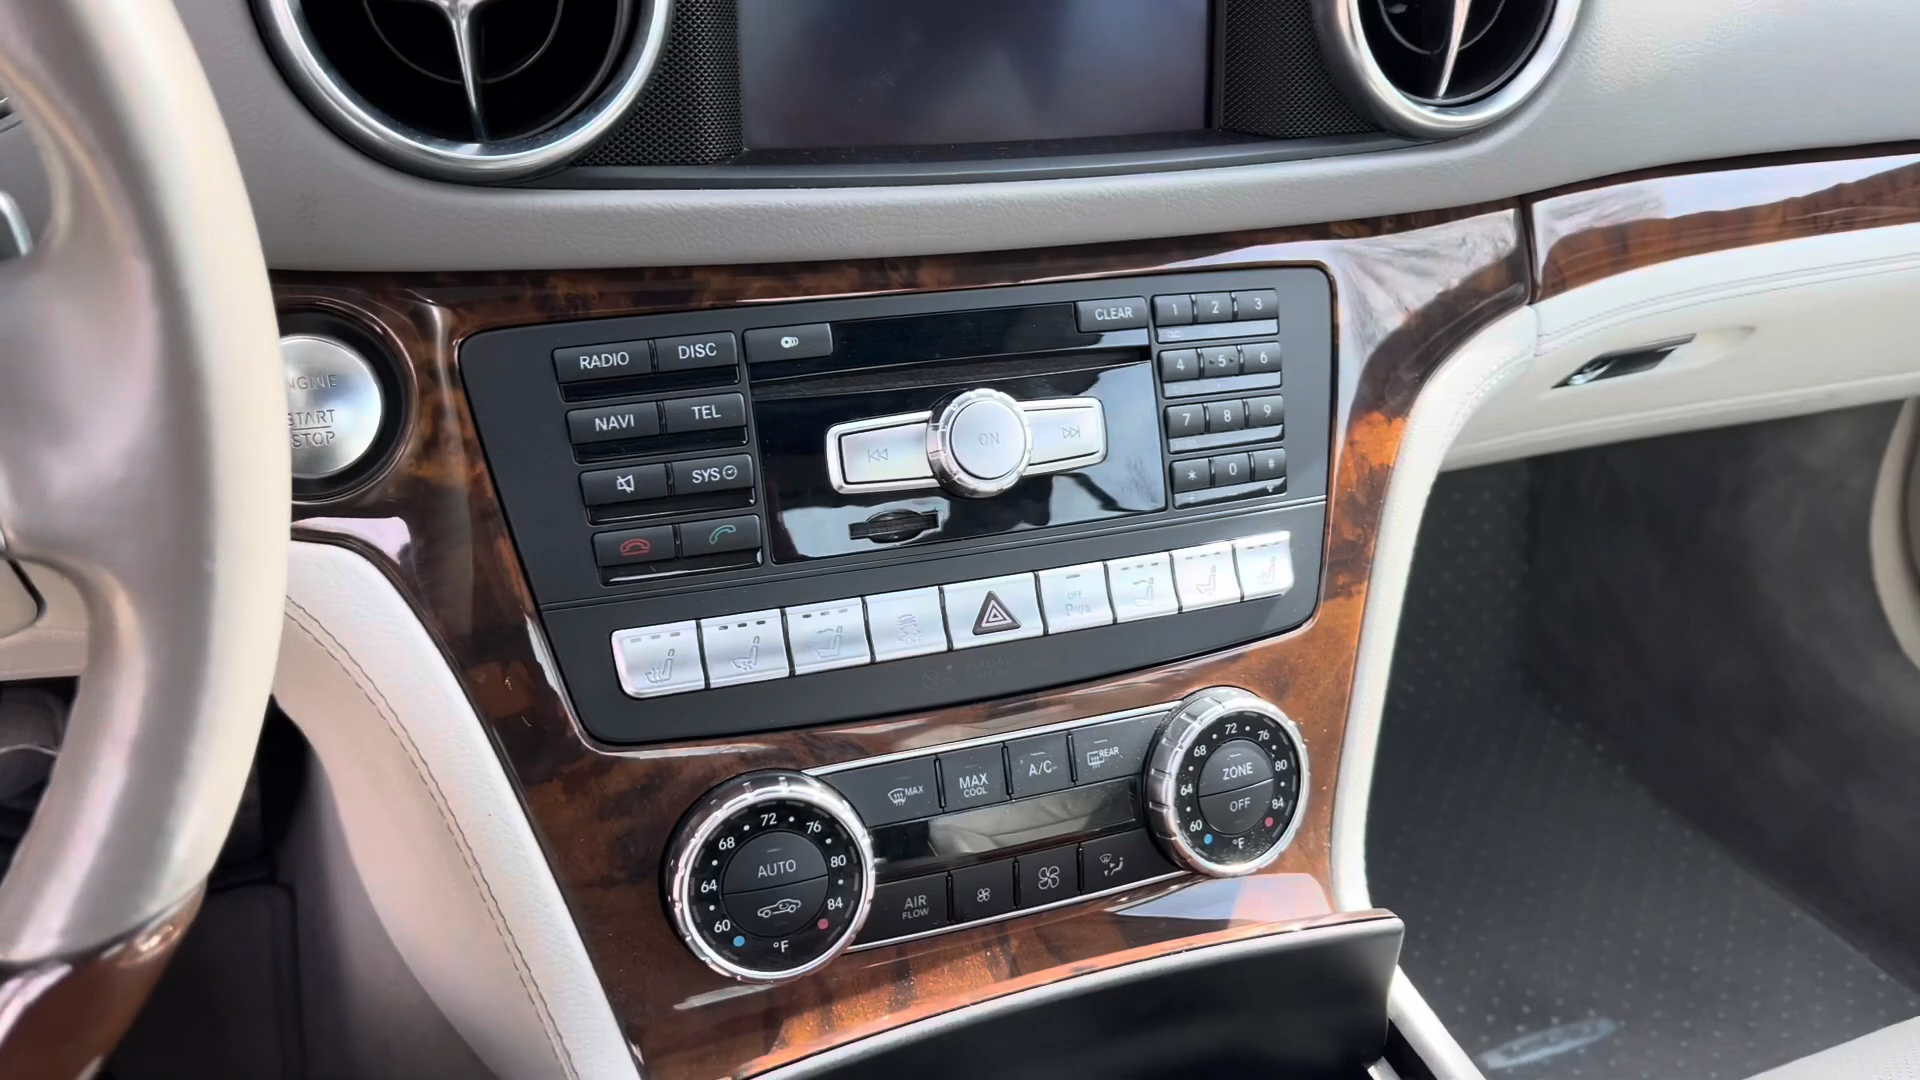 ENGINE
START
STOP
RADIO
DISC
NAVI
TEL
SYS
CLEAR
1 2 3
4 5 6
7 8 9
* 0 #
ON
OFF
MAX
MAX
COOL
A/C
REAR
AIR
FLOW
60 64 68 72 76 80 84
AUTO
°F
60 64 68 72 76 80 84
ZONE
OFF
°F